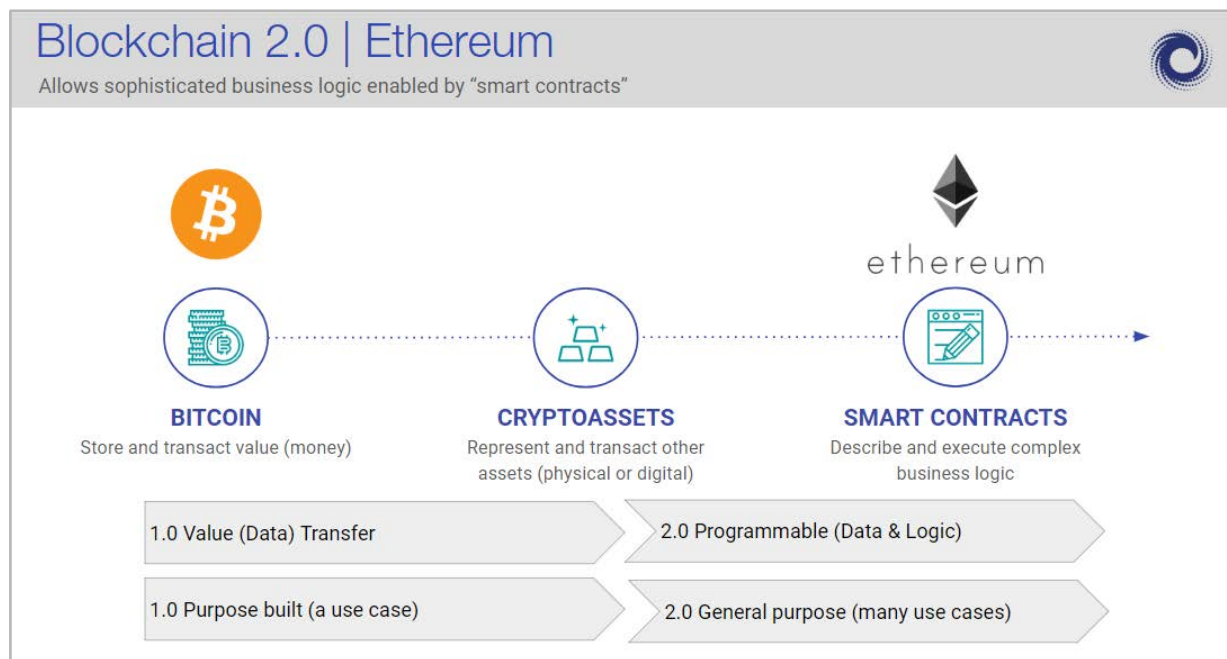 Blockchain 2.0 | Ethereum
Allows sophisticated business logic enabled by “smart contracts”
ethereum
BITCOIN
Store and transact value (money)
CRYPTOASSETS
Represent and transact other
assets (physical or digital)
SMART CONTRACTS
Describe and execute complex
business logic
1.0 Value (Data) Transfer
2.0 Programmable (Data & Logic)
1.0 Purpose built (a use case)
2.0 General purpose (many use cases)